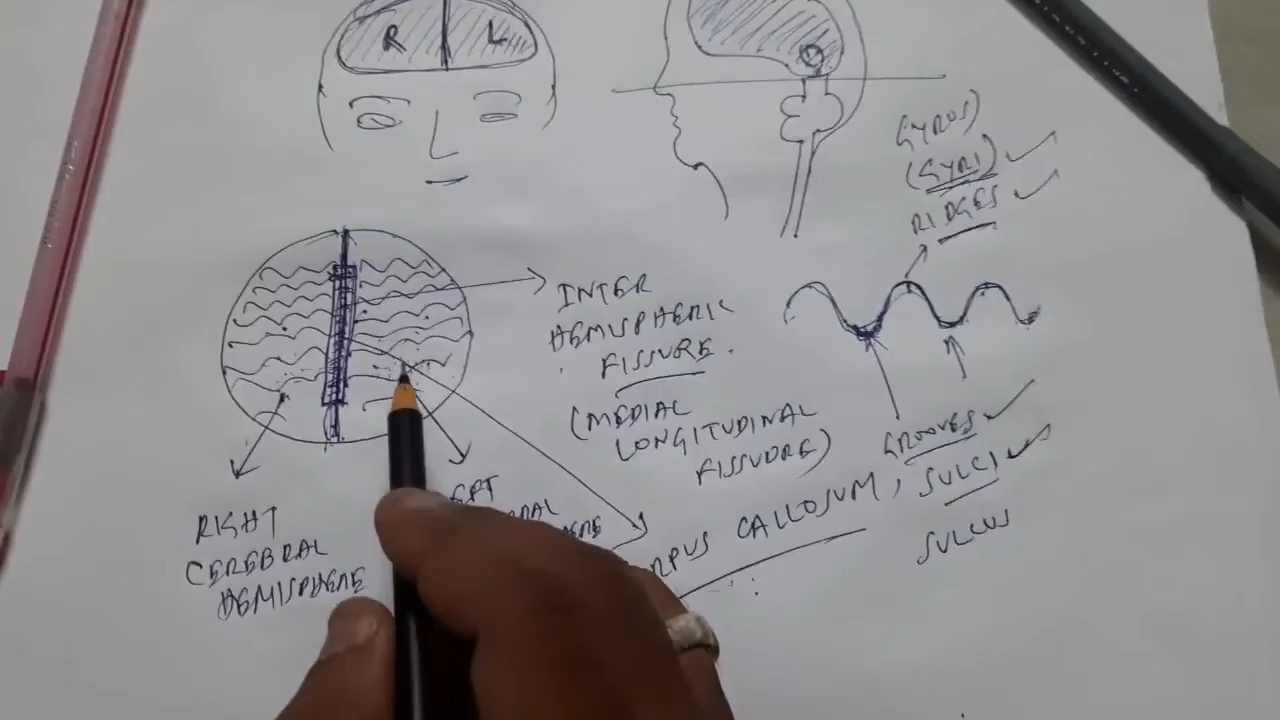 R L
GYRUS)
(GYRI)
RIDGES
INTER
HEMISPHERIC
FISSURE.
(MEDIAL
LONGITUDINAL
FISSURE)
GROOVES
SULCI
SULCUS
CALLOSUM,
RIGHT
CEREBRAL
HEMISPHERE